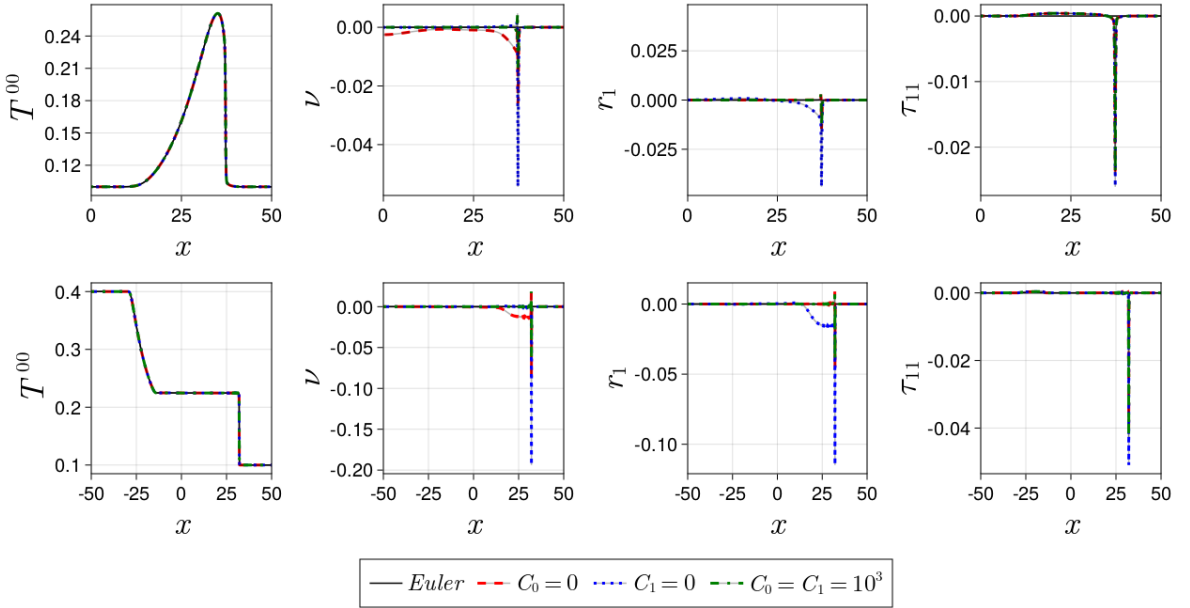 0.24
0.21
0.18
0.15
0.12
T^{00}
0 25 50
x
0.00
-0.02
-0.04
ν
0 25 50
x
0.025
0.000
-0.025
r_1
0 25 50
x
0.00
-0.01
-0.02
τ_{11}
0 25 50
x
0.4
0.3
0.2
0.1
T^{00}
-50 -25 0 25 50
x
0.00
-0.05
-0.10
-0.15
-0.20
ν
-50 -25 0 25 50
x
0.00
-0.05
-0.10
r_1
-50 -25 0 25 50
x
0.00
-0.02
-0.04
τ_{11}
-50 -25 0 25 50
x
Euler C_0 = 0 C_1 = 0 C_0 = C_1 = 10^3